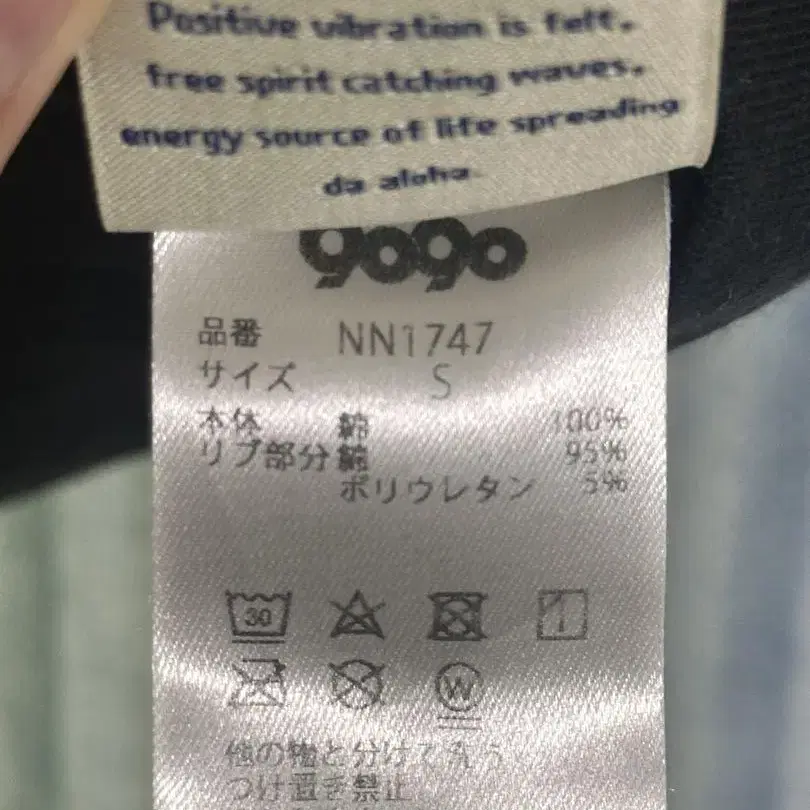 Positive vibration is felt.
free spirit catching waves.
energy source of life spreading
da aloha.
gogo
品番 NN1747
サイズ S
本体 綿 100%
リブ部分 綿 95%
ポリウレタン 5%
30
W
他の物と分けて洗う
つけ置き禁止